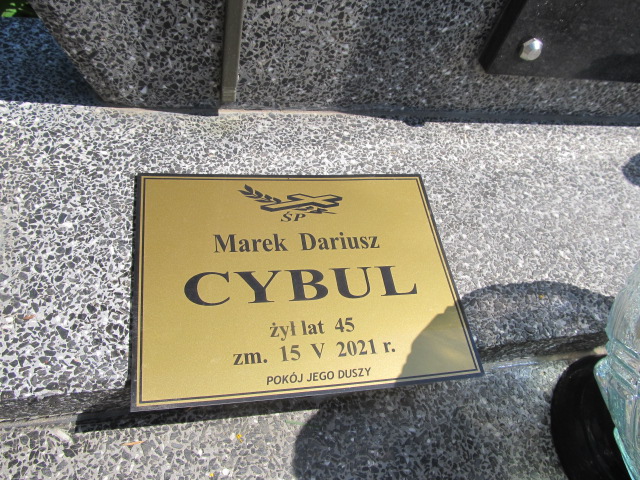 ŚP
Marek Dariusz
CYBUL
żył lat 45
zm. 15 V 2021 r.
POKÓJ JEGO DUSZY